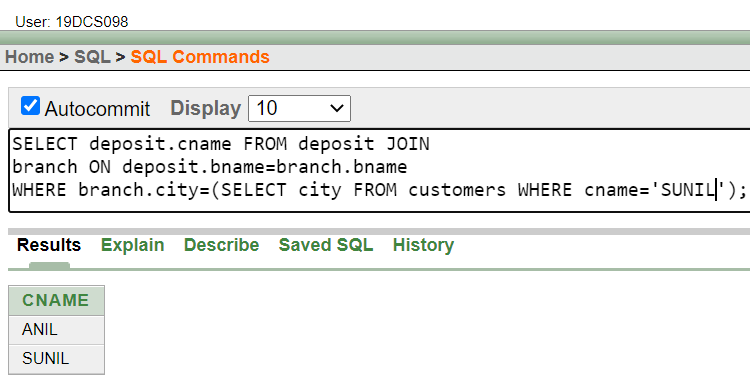 User: 19DCS098
Home > SQL > SQL Commands
Autocommit Display 10
SELECT deposit.cname FROM deposit JOIN
branch ON deposit.bname=branch.bname
WHERE branch.city=(SELECT city FROM customers WHERE cname='SUNIL');
Results Explain Describe Saved SQL History
CNAME
ANIL
SUNIL